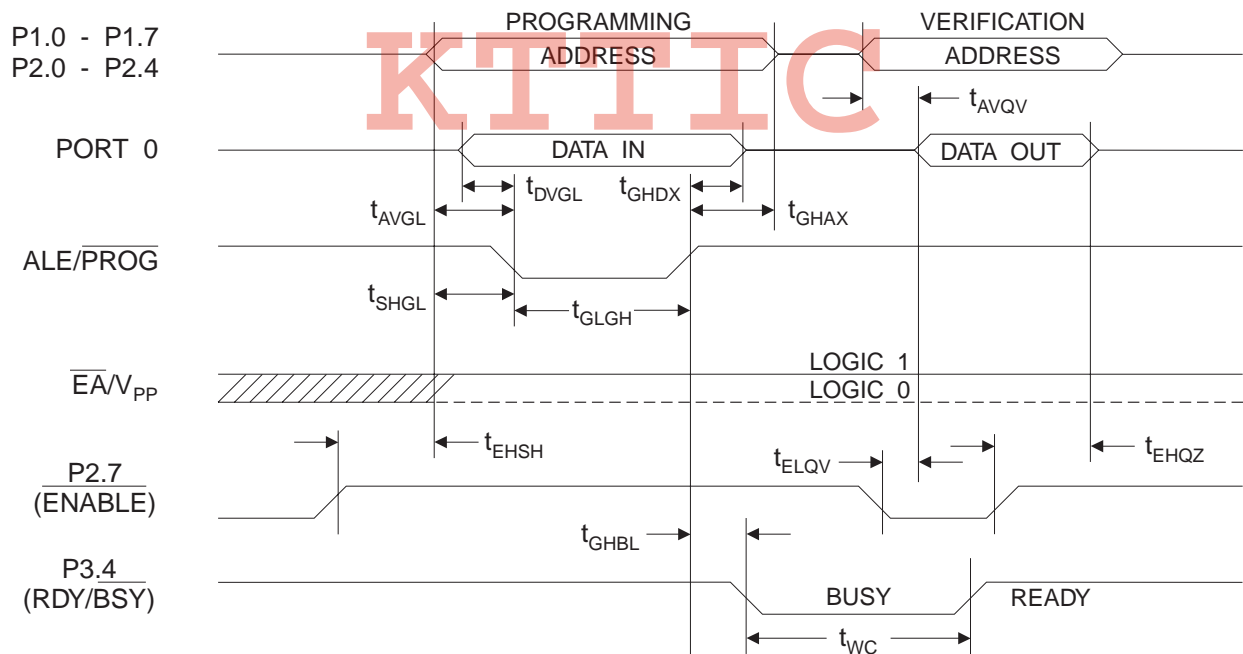 PROGRAMMING
VERIFICATION
P1.0 - P1.7
P2.0 - P2.4
ADDRESS
ADDRESS
KTTIC
tAVQV
PORT 0
DATA IN
DATA OUT
tDVGL
tGHDX
tAVGL
tGHAX
ALE/PROG
tSHGL
tGLGH
LOGIC 1
EA/VPP
LOGIC 0
tEHSH
tELQV
tEHQZ
P2.7
(ENABLE)
tGHBL
P3.4
(RDY/BSY)
BUSY
READY
tWC